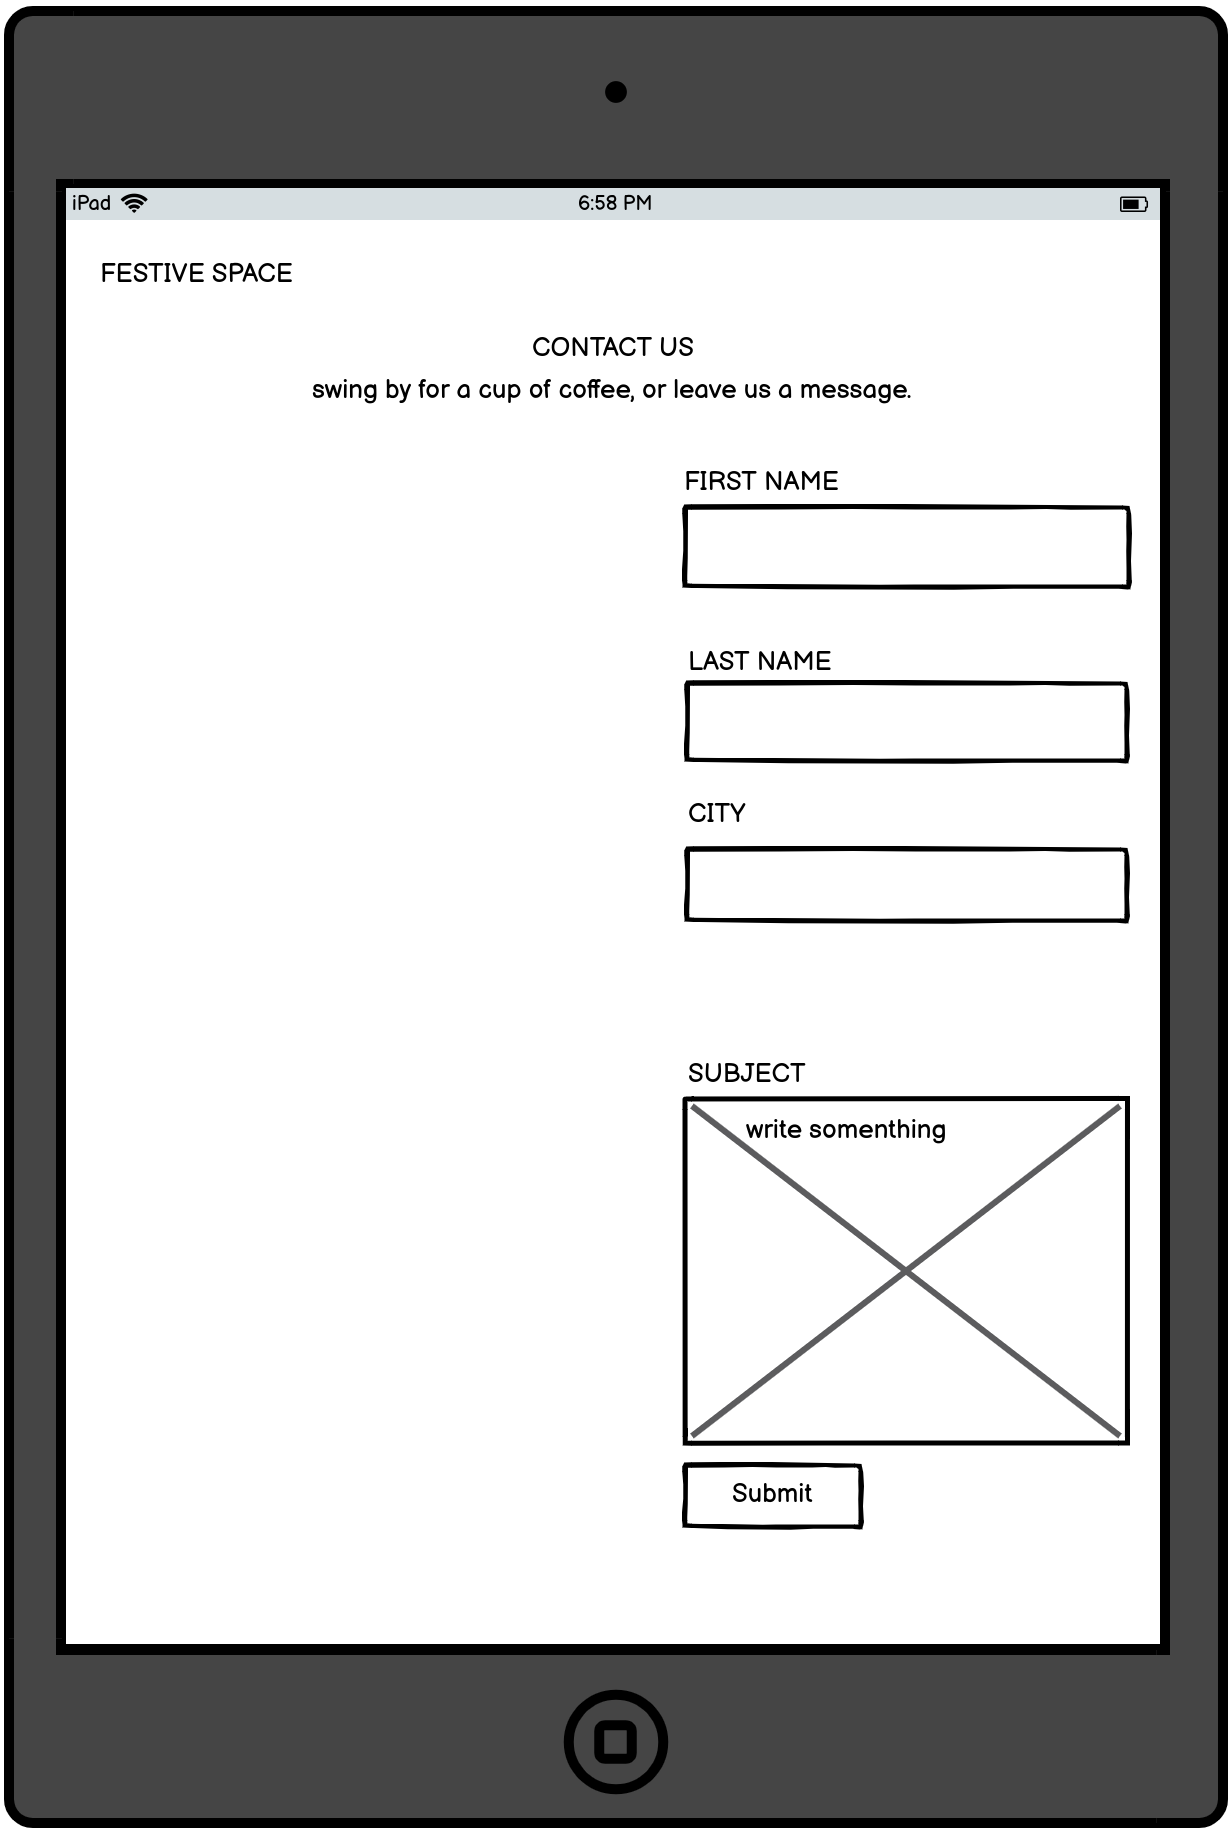 iPad 6:58 PM
FESTIVE SPACE
CONTACT US
swing by for a cup of coffee, or leave us a message.
FIRST NAME
LAST NAME
CITY
SUBJECT
write somenthing
Submit